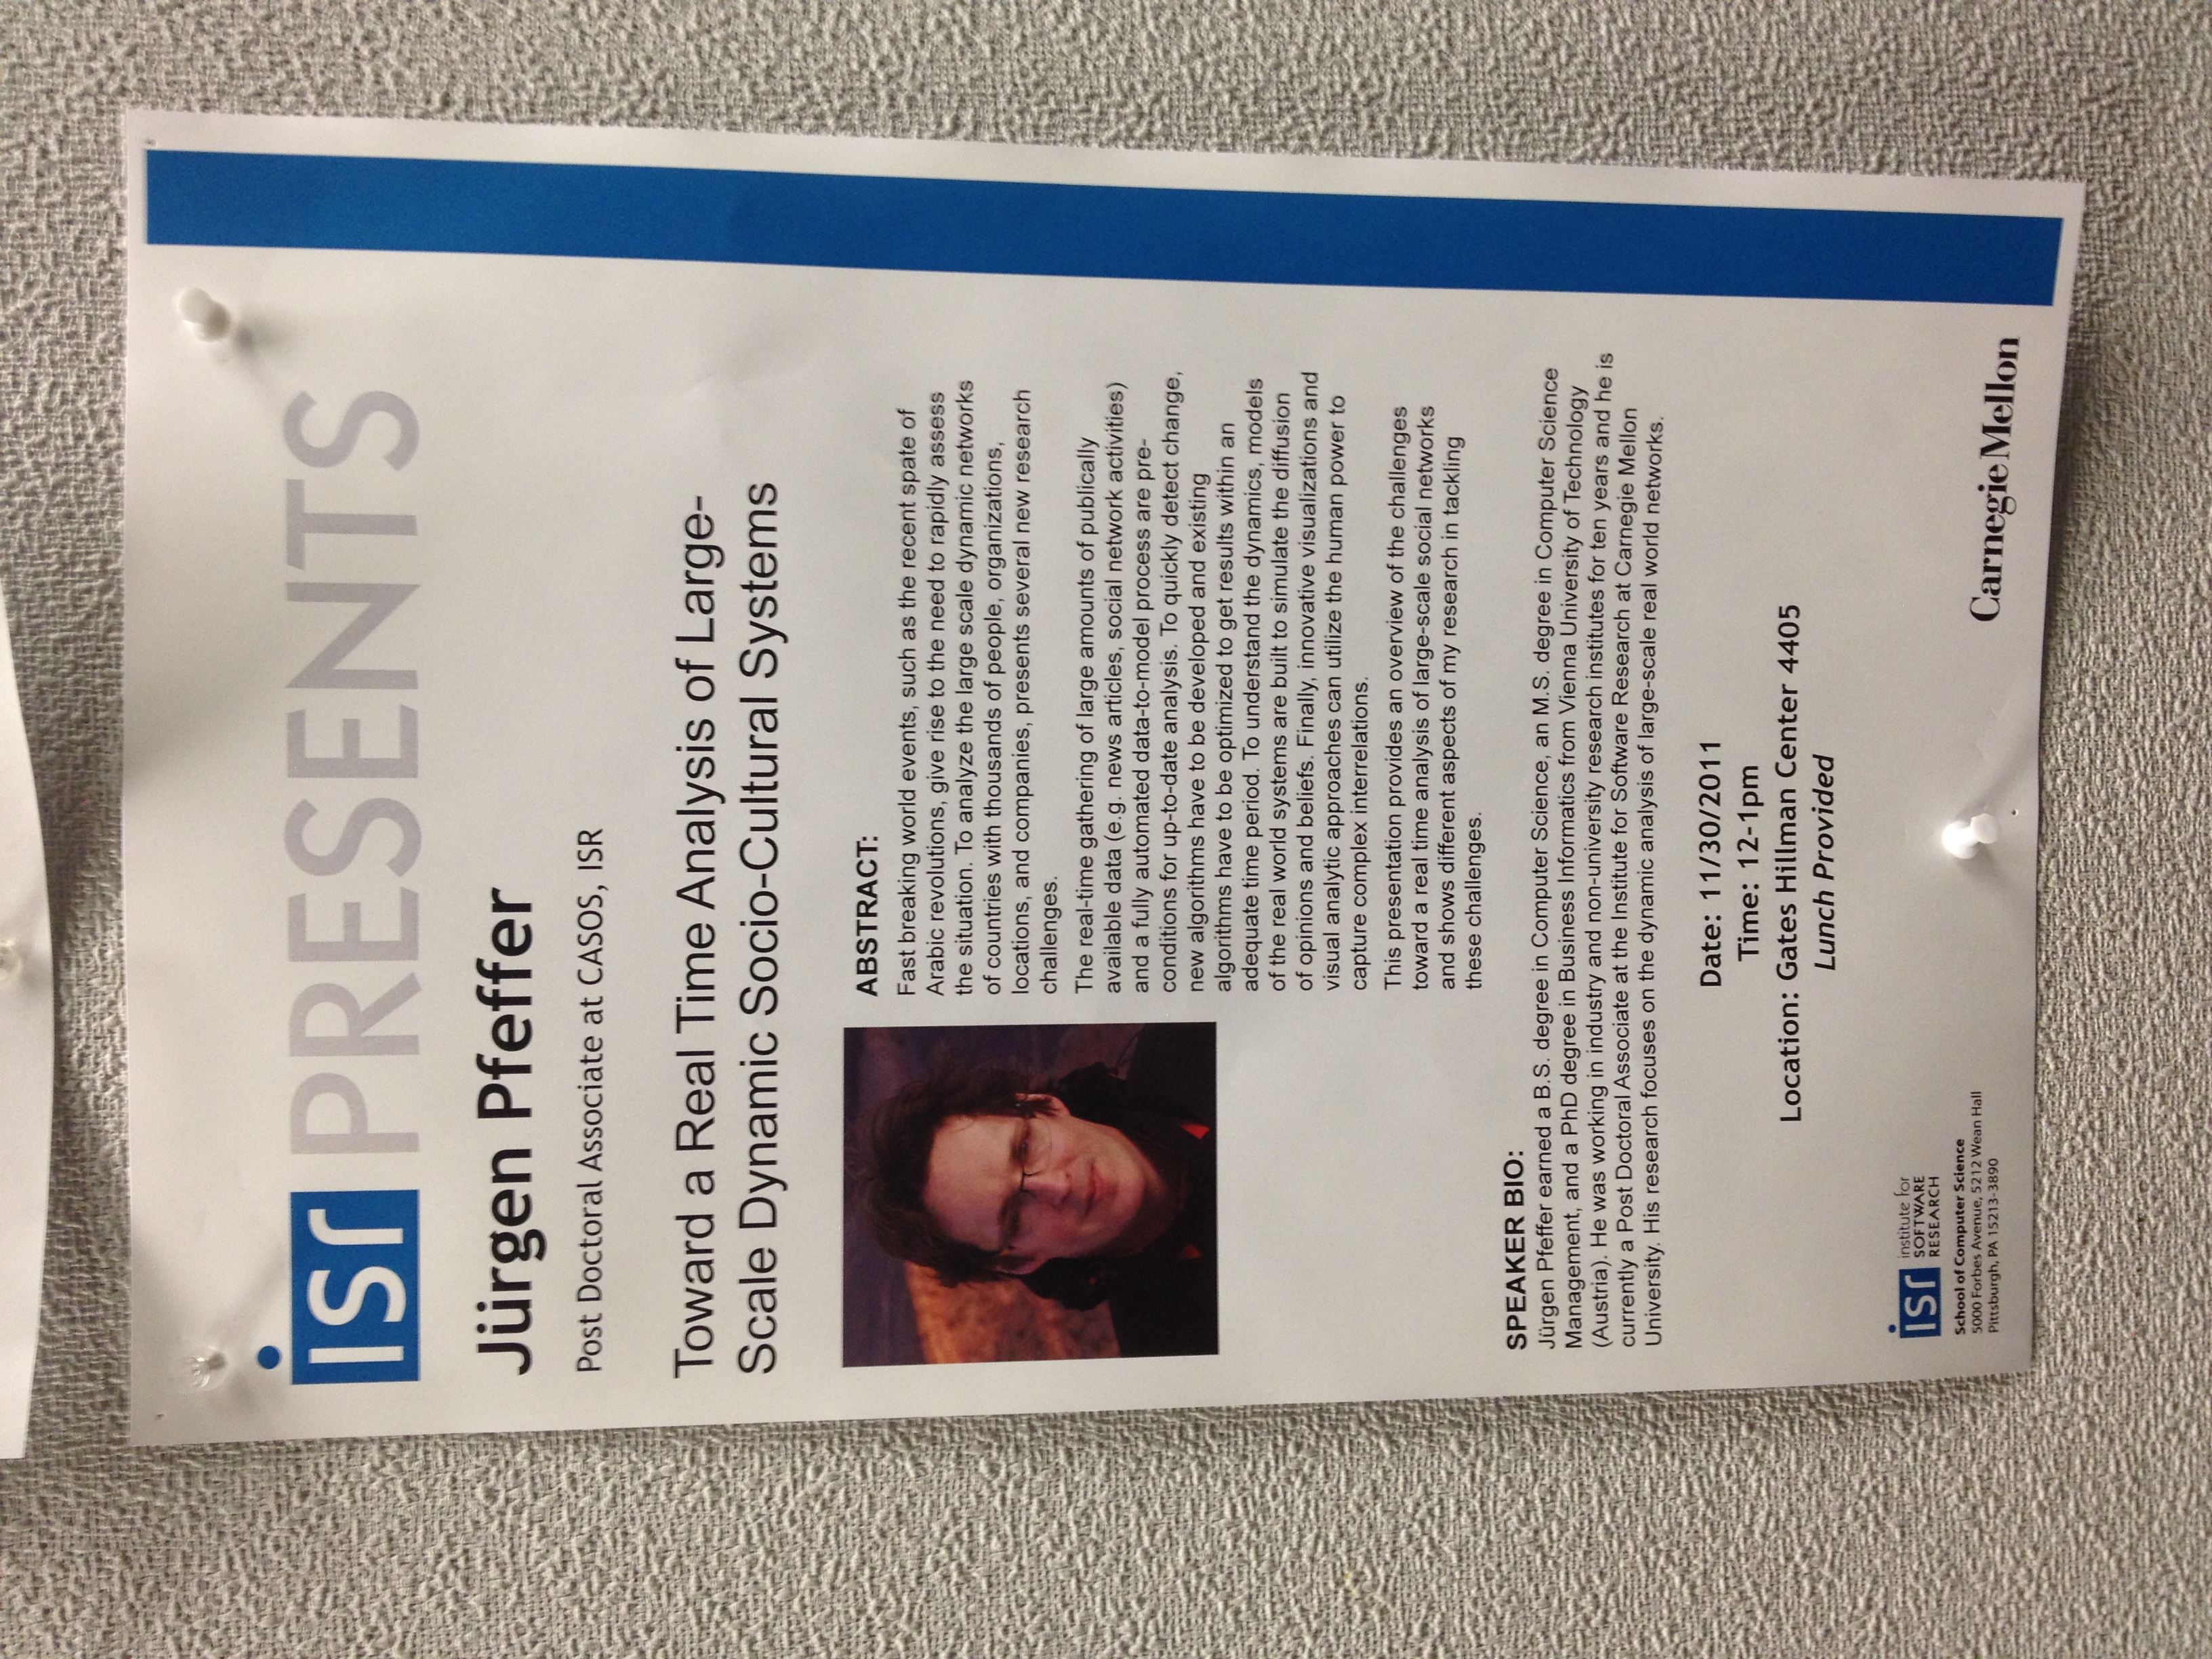 isr PRESENTS
Jürgen Pfeffer
Post Doctoral Associate at CASOS, ISR
Toward a Real Time Analysis of Large-
Scale Dynamic Socio-Cultural Systems
ABSTRACT:
Fast breaking world events, such as the recent spate of
Arabic revolutions, give rise to the need to rapidly assess
the situation. To analyze the large scale dynamic networks
of countries with thousands of people, organizations,
locations, and companies, presents several new research
challenges.
The real-time gathering of large amounts of publically
available data (e.g. news articles, social network activities)
and a fully automated data-to-model process are pre-
conditions for up-to-date analysis. To quickly detect change,
new algorithms have to be developed and existing
algorithms have to be optimized to get results within an
adequate time period. To understand the dynamics, models
of the real world systems are built to simulate the diffusion
of opinions and beliefs. Finally, innovative visualizations and
visual analytic approaches can utilize the human power to
capture complex interrelations.
This presentation provides an overview of the challenges
toward a real time analysis of large-scale social networks
and shows different aspects of my research in tackling
these challenges.
SPEAKER BIO:
Jürgen Pfeffer earned a B.S. degree in Computer Science, an M.S. degree in Computer Science
Management, and a PhD degree in Business Informatics from Vienna University of Technology
(Austria). He was working in industry and non-university research institutes for ten years and he is
currently a Post Doctoral Associate at the Institute for Software Research at Carnegie Mellon
University. His research focuses on the dynamic analysis of large-scale real world networks.
Date: 11/30/2011
Time: 12-1pm
Location: Gates Hillman Center 4405
Lunch Provided
isr institute for
SOFTWARE
RESEARCH
School of Computer Science
5000 Forbes Avenue, 5212 Wean Hall
Pittsburgh, PA 15213-3890
Carnegie Mellon